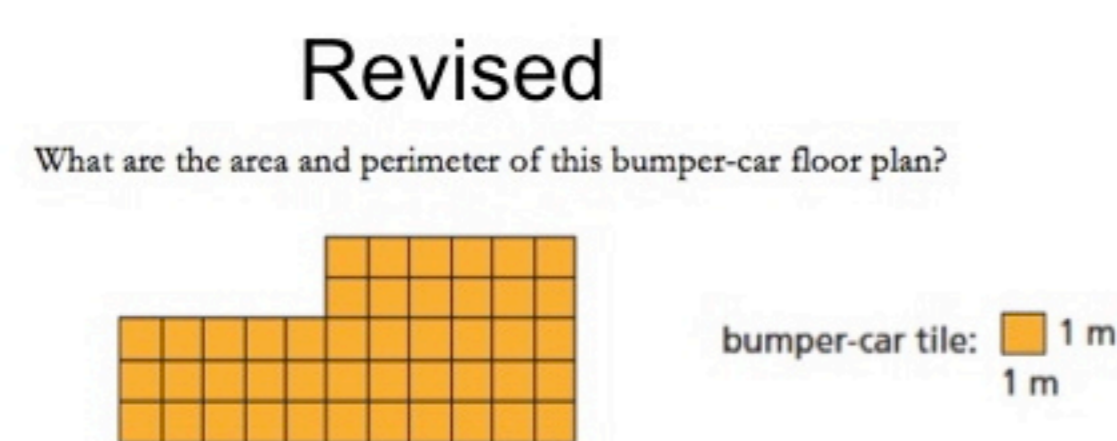 Revised
What are the area and perimeter of this bumper-car floor plan?
bumper-car tile: 1 m
1 m